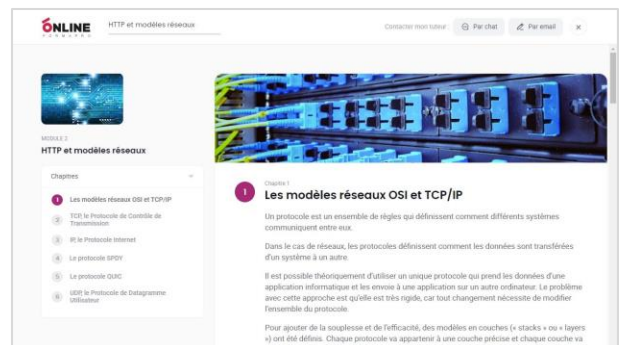 ONLINE
FORMAPRO
HTTP et modèles réseaux
Contacter mon tuteur :
Par chat
Par email
×
MODULE 2
HTTP et modèles réseaux
Chapitres
1 Les modèles réseaux OSI et TCP/IP
2 TCP, le Protocole de Contrôle de
Transmission
3 IP, le Protocole Internet
4 Le protocole SPDY
5 Le protocole QUIC
6 UDP, le Protocole de Datagramme
Utilisateur
Chapitre 1
1 Les modèles réseaux OSI et TCP/IP
Un protocole est un ensemble de règles qui définissent comment différents systèmes
communiquent entre eux.
Dans le cas de réseaux, les protocoles définissent comment les données sont transférées
d'un système à un autre.
Il est possible théoriquement d'utiliser un unique protocole qui prend les données d'une
application informatique et les envoie à une application sur un autre ordinateur. Le problème
avec cette approche est qu'elle est très rigide, car tout changement nécessite de modifier
l'ensemble du protocole.
Pour ajouter de la souplesse et de l'efficacité, des modèles en couches (« stacks » ou « layers
») ont été définis. Chaque protocole va appartenir à une couche précise et chaque couche va